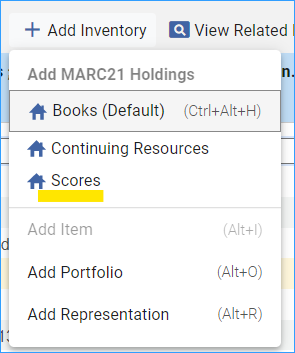 + Add Inventory View Related
Add MARC21 Holdings
Books (Default) (Ctrl+Alt+H)
Continuing Resources
Scores
Add Item (Alt+I)
Add Portfolio (Alt+O)
Add Representation (Alt+R)